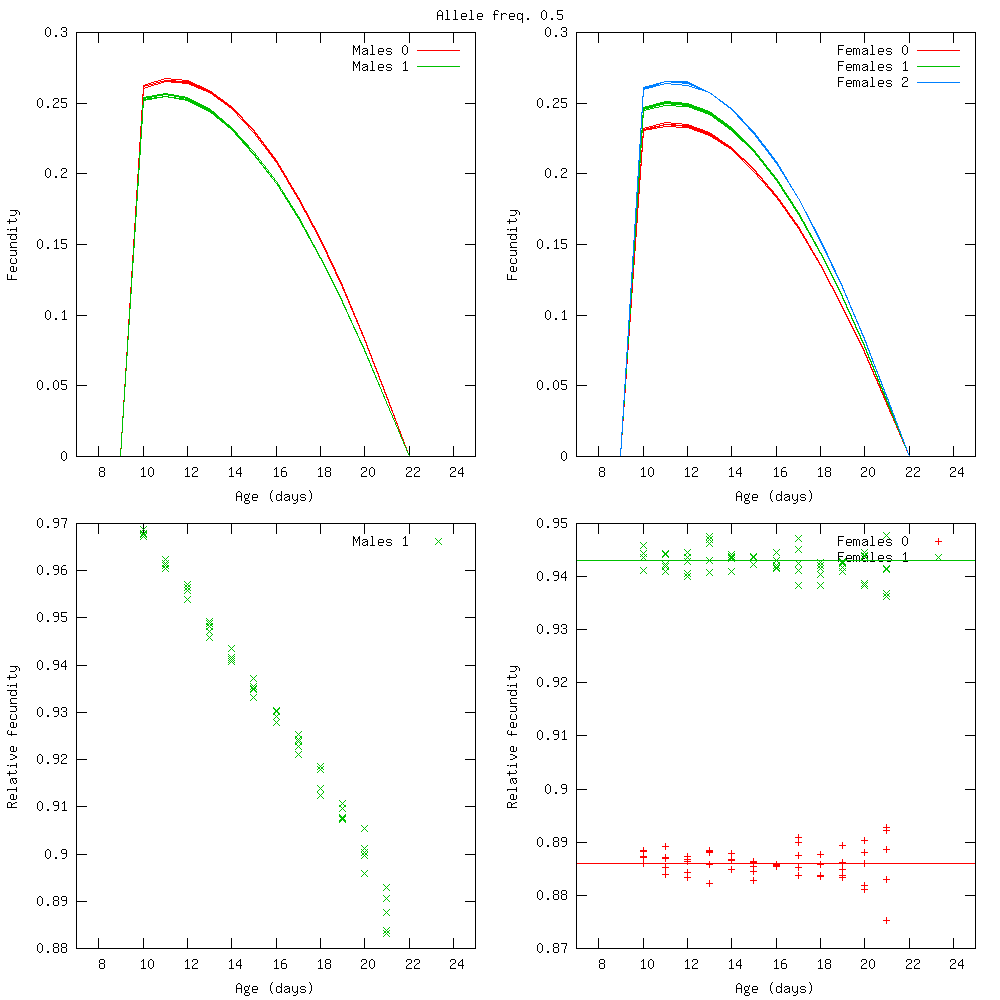 Allele freq. 0.5
0.3
0.25
0.2
0.15
0.1
0.05
0
Fecundity
Males 0
Males 1
8 10 12 14 16 18 20 22 24
Age (days)
0.3
0.25
0.2
0.15
0.1
0.05
0
Fecundity
Females 0
Females 1
Females 2
8 10 12 14 16 18 20 22 24
Age (days)
0.97
0.96
0.95
0.94
0.93
0.92
0.91
0.9
0.89
0.88
Relative fecundity
Males 1
8 10 12 14 16 18 20 22 24
Age (days)
0.95
0.94
0.93
0.92
0.91
0.9
0.89
0.88
0.87
Relative fecundity
Females 0
Females 1
8 10 12 14 16 18 20 22 24
Age (days)